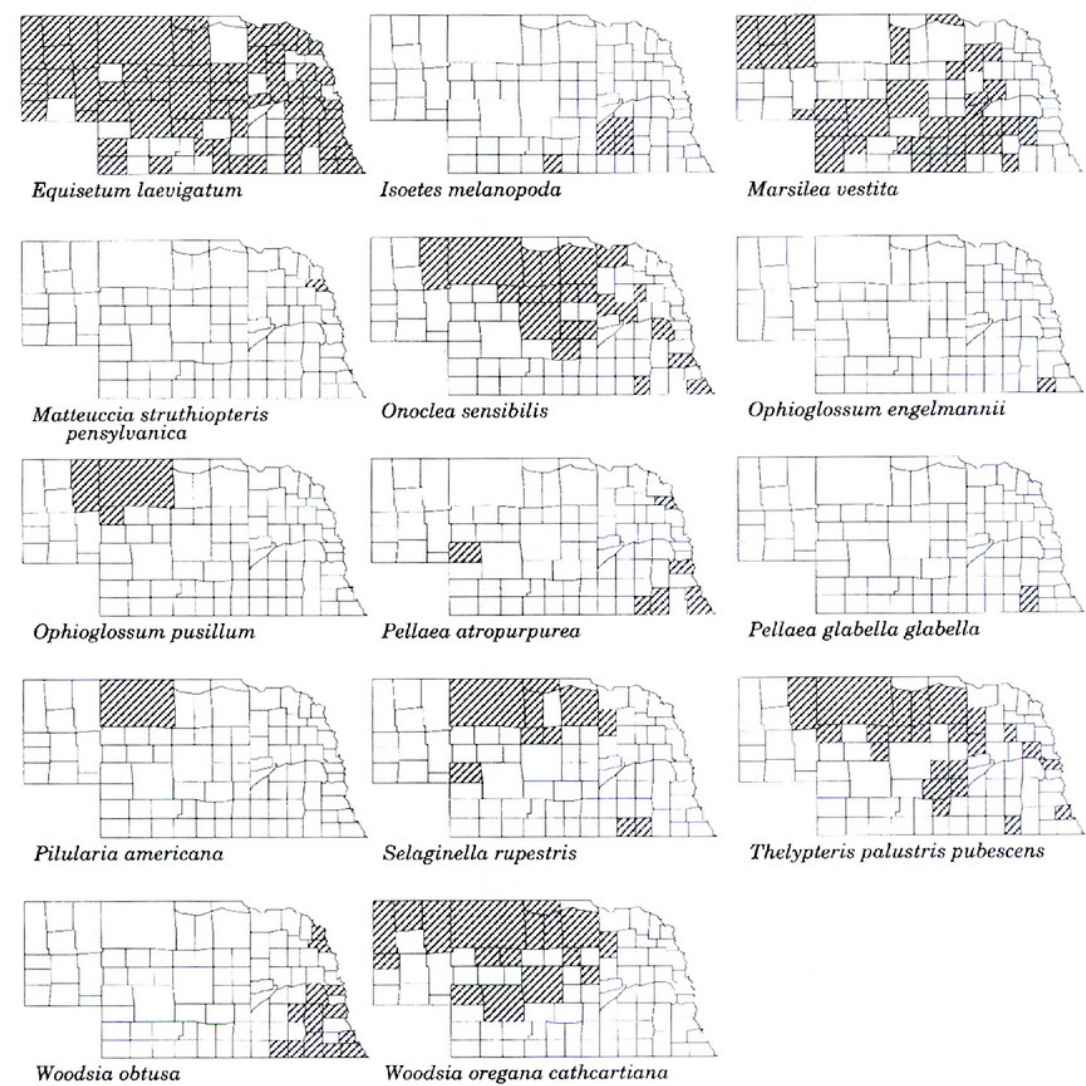 Equisetum laevigatum
Isoetes melanopoda
Marsilea vestita
Matteuccia struthiopteris
pensylvanica
Onoclea sensibilis
Ophioglossum engelmannii
Ophioglossum pusillum
Pellaea atropurpurea
Pellaea glabella glabella
Pilularia americana
Selaginella rupestris
Thelypteris palustris pubescens
Woodsia obtusa
Woodsia oregana cathcartiana